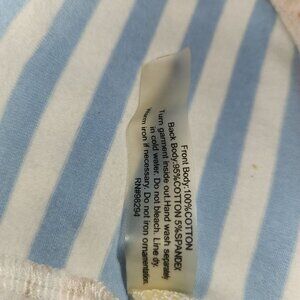 Front Body:100%COTTON
Back Body:95%COTTON 5%SPANDEX
Turn garment inside out.Hand wash separately
in cold water. Do not bleach. Line dry.
Warm iron if necessary. Do not iron ornamentation.
RN#96294